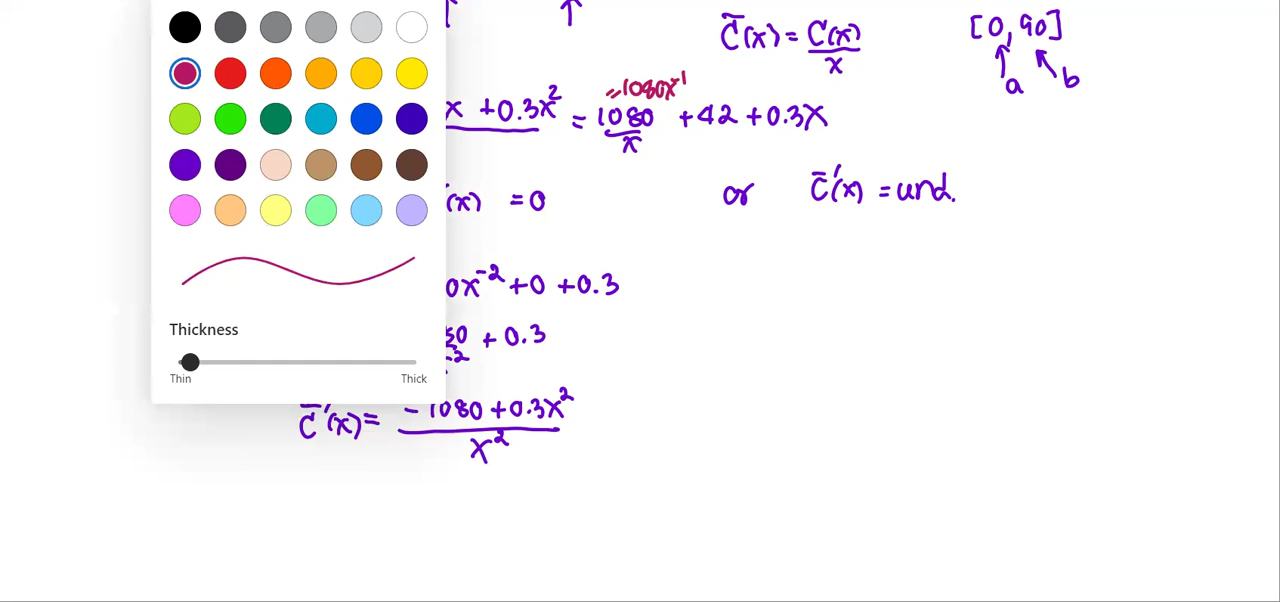 C̄(x) = C(x)/x [0,90]
a b
= 1080x⁻¹
x + 0.3x² = 1080/x + 42 + 0.3x
'(x) = 0 or C̄'(x) = und.
0x⁻² + 0 + 0.3
Thickness
+ 0.3
Thin Thick
C̄'(x) = -1080 + 0.3x² / x²